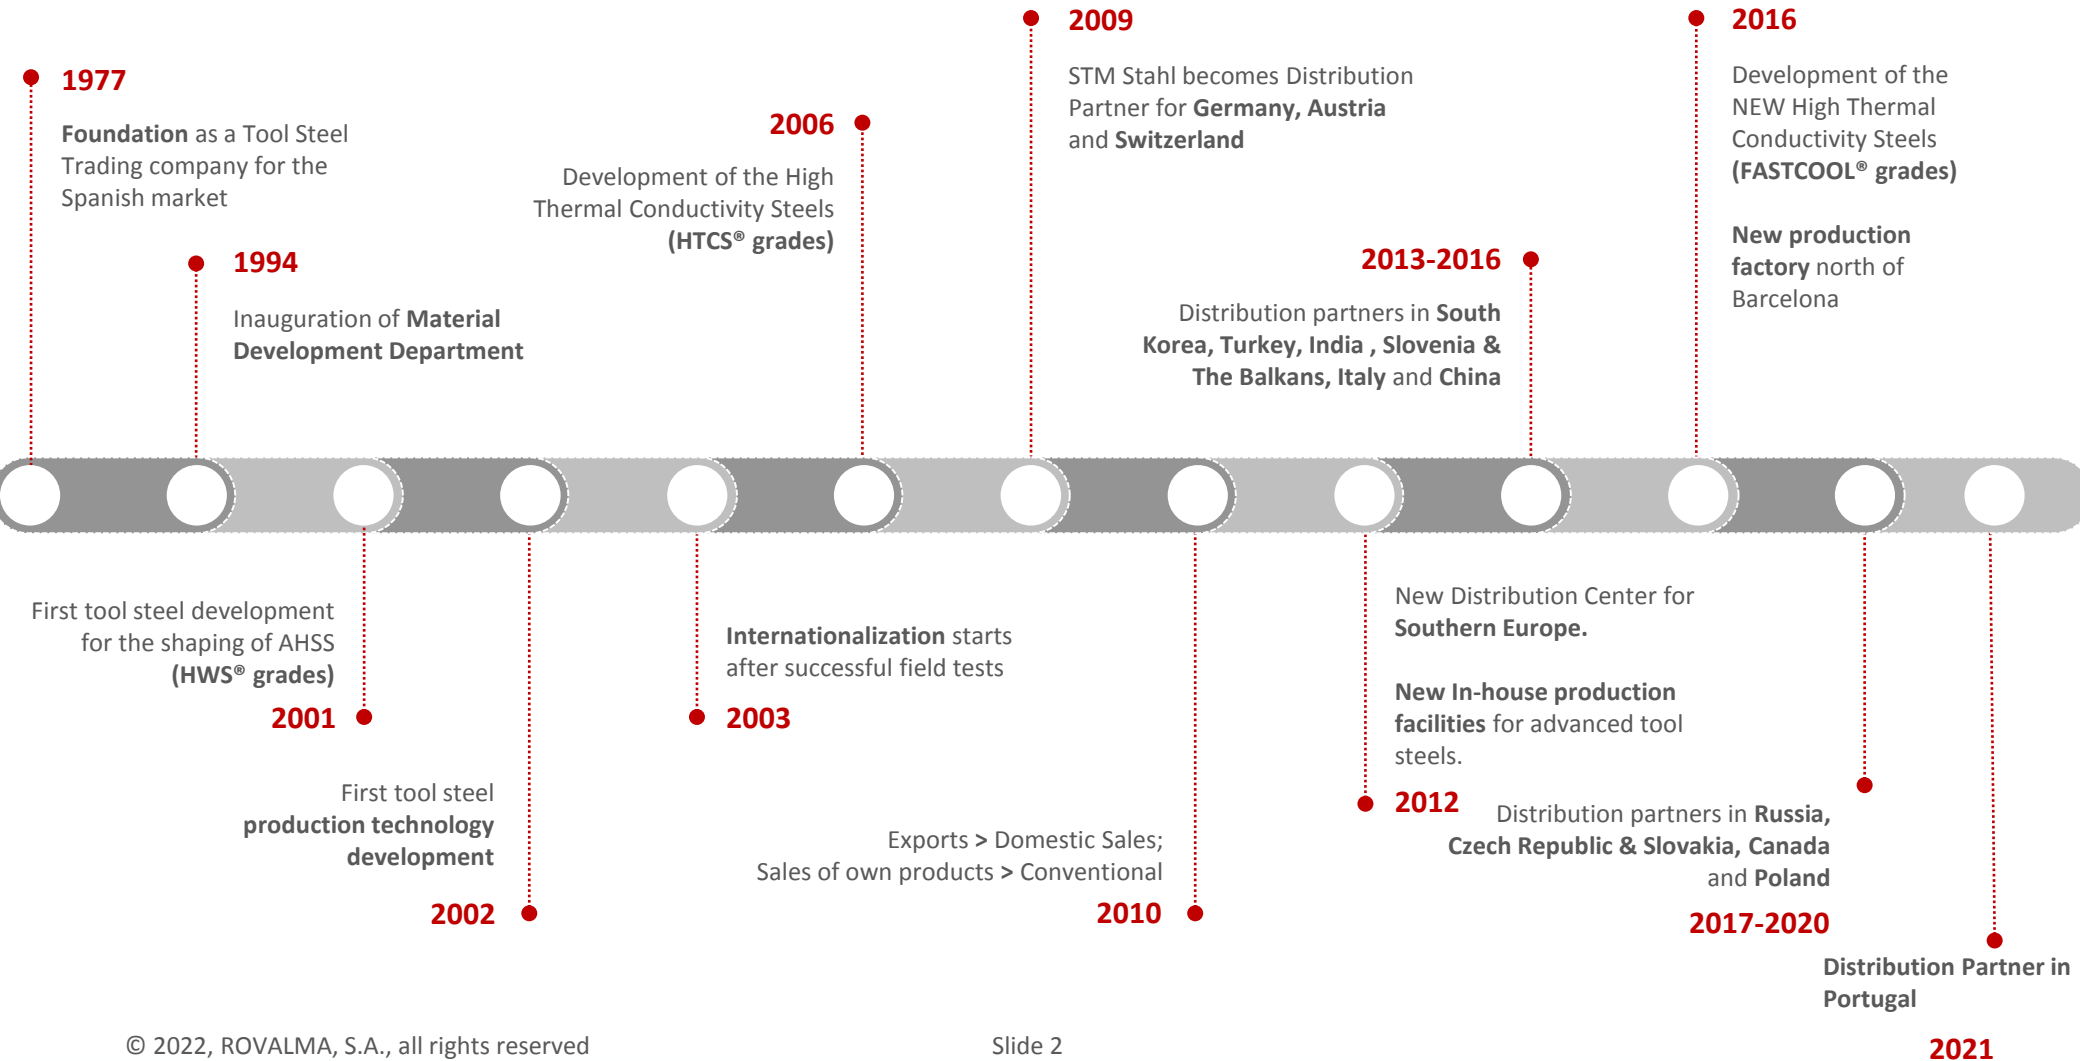 1977
Foundation as a Tool Steel
Trading company for the
Spanish market
1994
Inauguration of Material
Development Department
First tool steel development
for the shaping of AHSS
(HWS® grades)
2001
First tool steel
production technology
development
2002
Internationalization starts
after successful field tests
2003
2006
Development of the High
Thermal Conductivity Steels
(HTCS® grades)
2009
STM Stahl becomes Distribution
Partner for Germany, Austria
and Switzerland
Exports > Domestic Sales;
Sales of own products > Conventional
2010
New Distribution Center for
Southern Europe.
New In-house production
facilities for advanced tool
steels.
2012
2013-2016
Distribution partners in South
Korea, Turkey, India , Slovenia &
The Balkans, Italy and China
2016
Development of the
NEW High Thermal
Conductivity Steels
(FASTCOOL® grades)
New production
factory north of
Barcelona
Distribution partners in Russia,
Czech Republic & Slovakia, Canada
and Poland
2017-2020
Distribution Partner in
Portugal
2021
© 2022, ROVALMA, S.A., all rights reserved
Slide 2